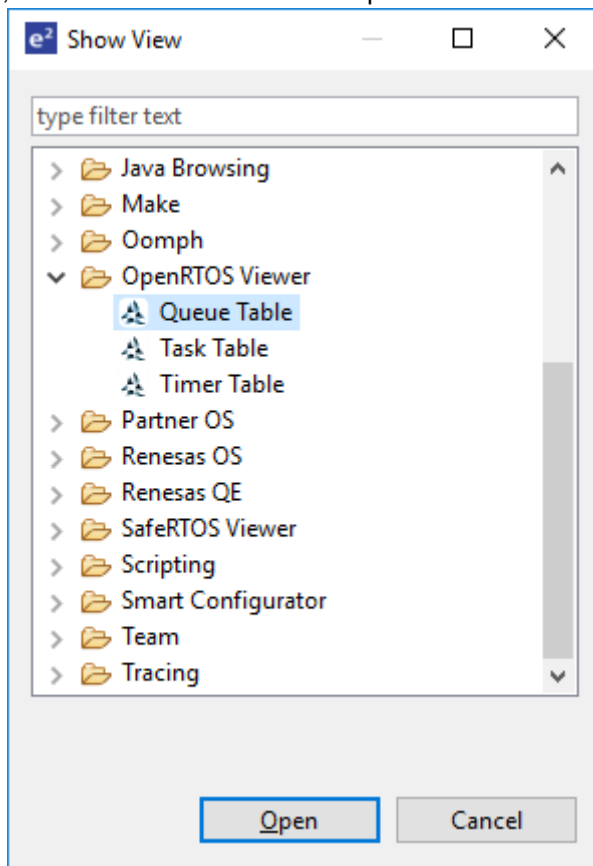 e² Show View
type filter text
Java Browsing
Make
Oomph
OpenRTOS Viewer
Queue Table
Task Table
Timer Table
Partner OS
Renesas OS
Renesas QE
SafeRTOS Viewer
Scripting
Smart Configurator
Team
Tracing
Open Cancel